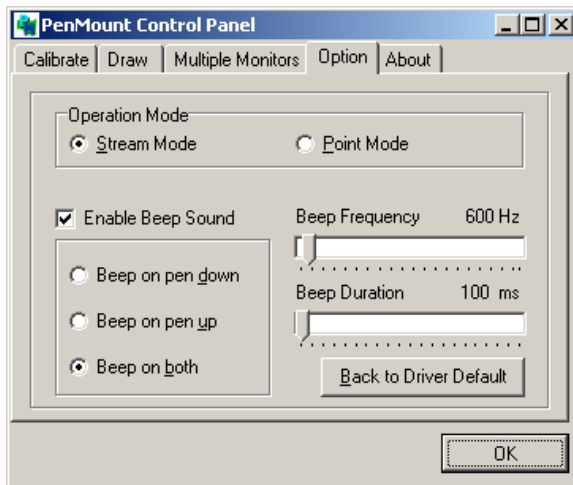 PenMount Control Panel
Calibrate Draw Multiple Monitors Option About
Operation Mode
Stream Mode Point Mode
Enable Beep Sound
Beep Frequency 600 Hz
Beep on pen down
Beep Duration 100 ms
Beep on pen up
Beep on both
Back to Driver Default
OK